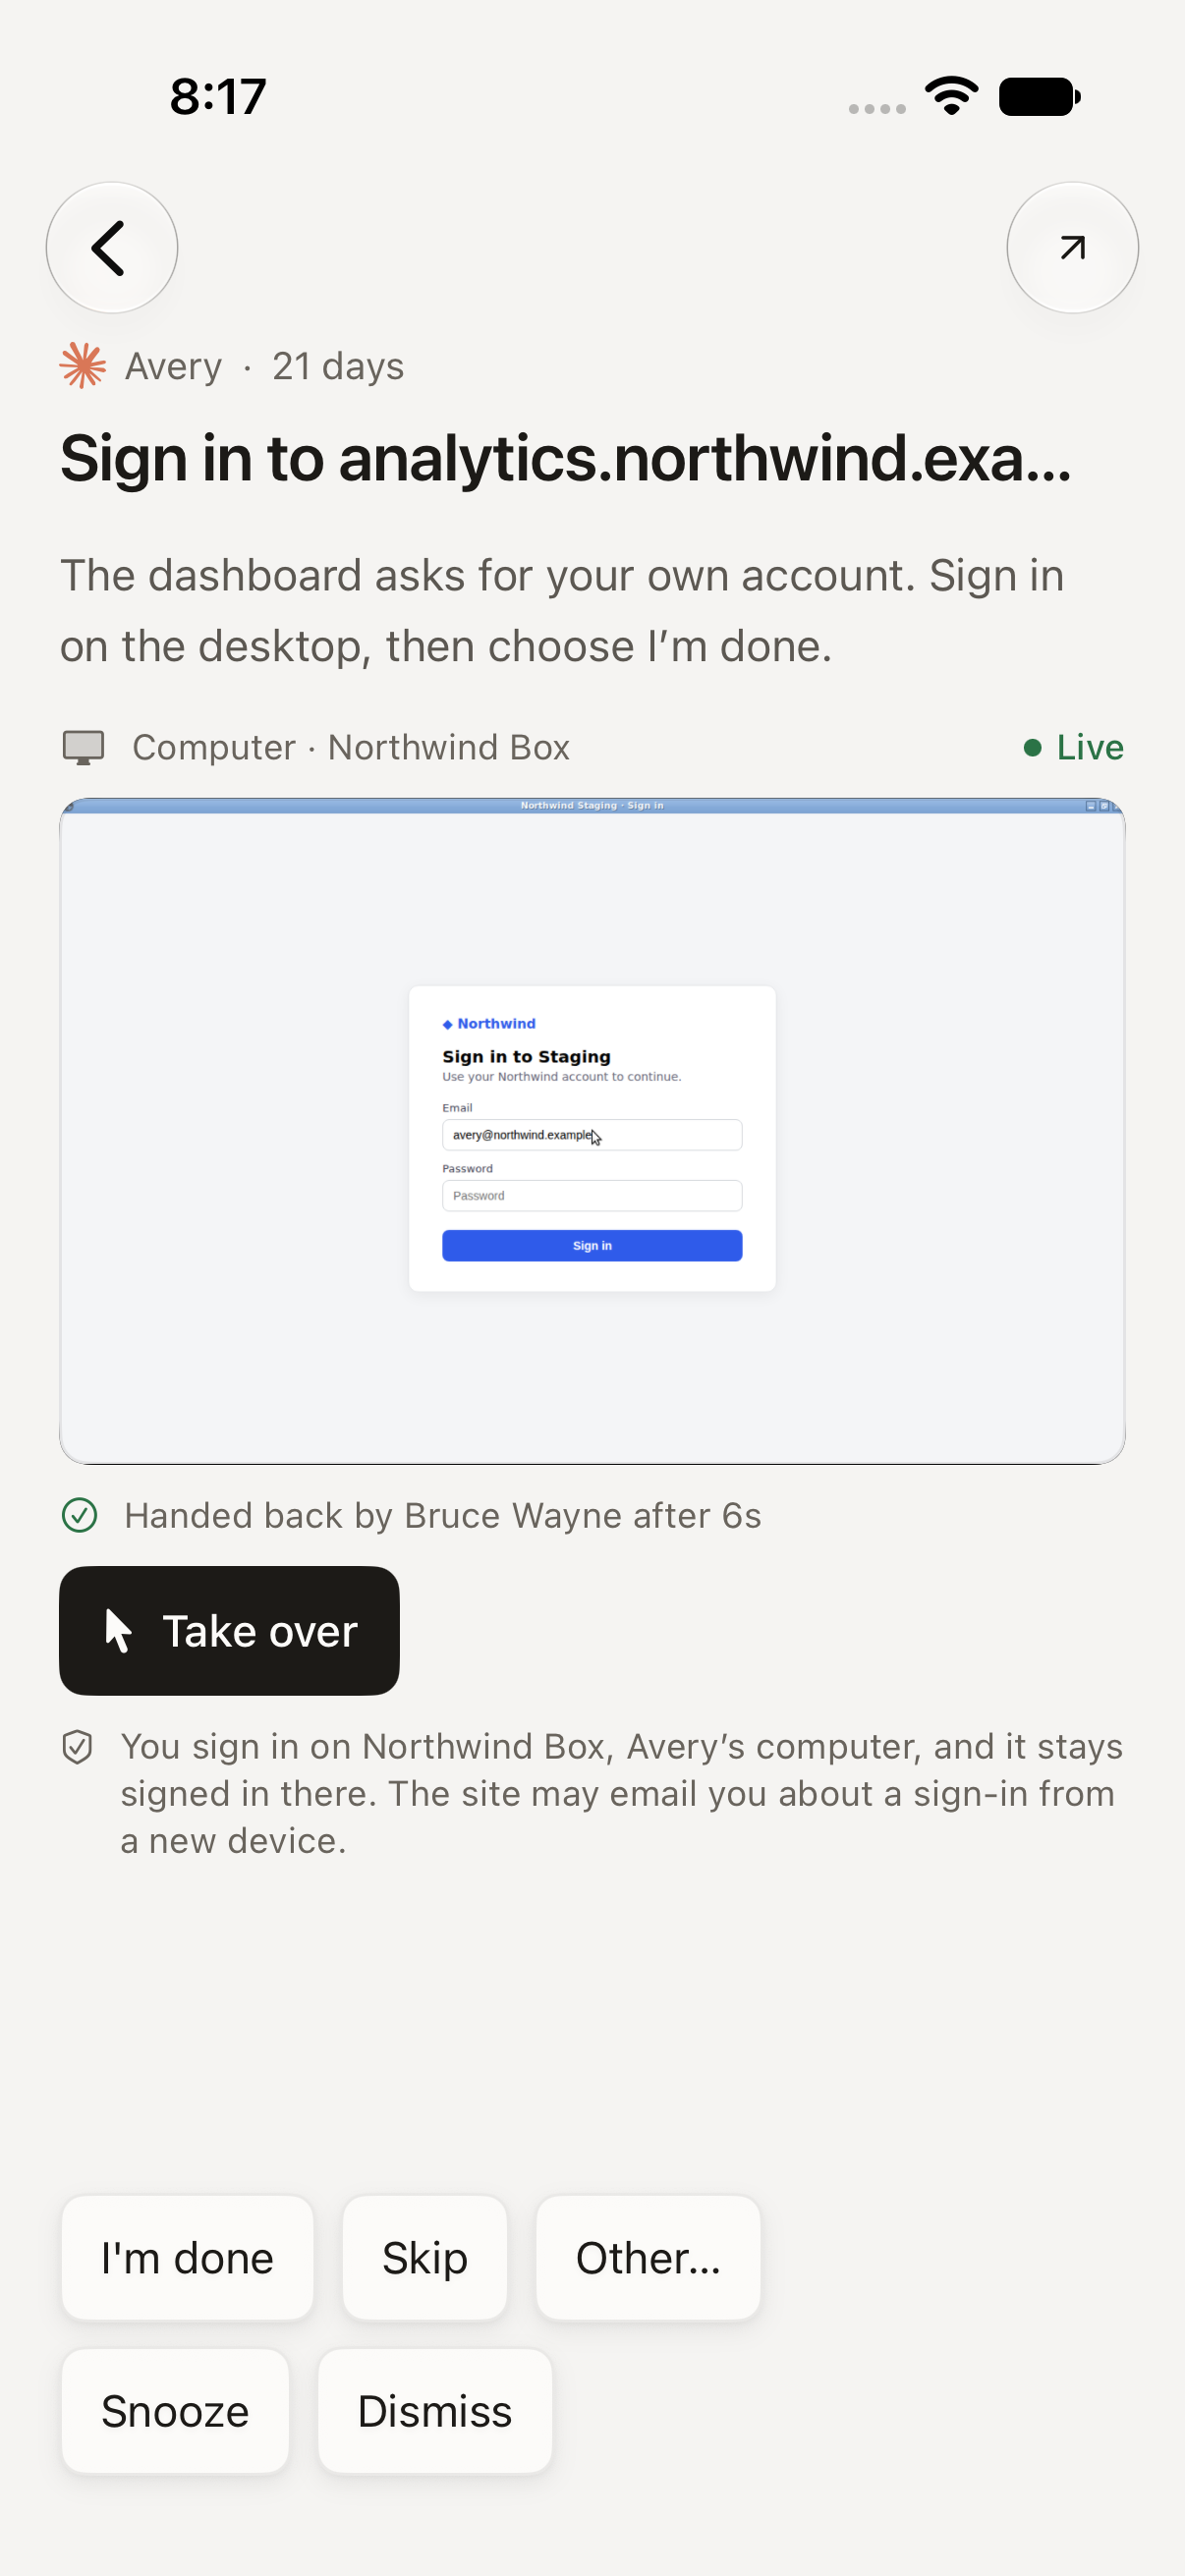 8:17
Avery · 21 days
Sign in to analytics.northwind.exa...
The dashboard asks for your own account. Sign in
on the desktop, then choose I’m done.
Computer · Northwind Box
Live
Northwind Staging - Sign in
Northwind
Sign in to Staging
Use your Northwind account to continue.
Email
avery@northwind.example
Password
Password
Sign in
Handed back by Bruce Wayne after 6s
Take over
You sign in on Northwind Box, Avery’s computer, and it stays
signed in there. The site may email you about a sign-in from
a new device.
I'm done
Skip
Other...
Snooze
Dismiss